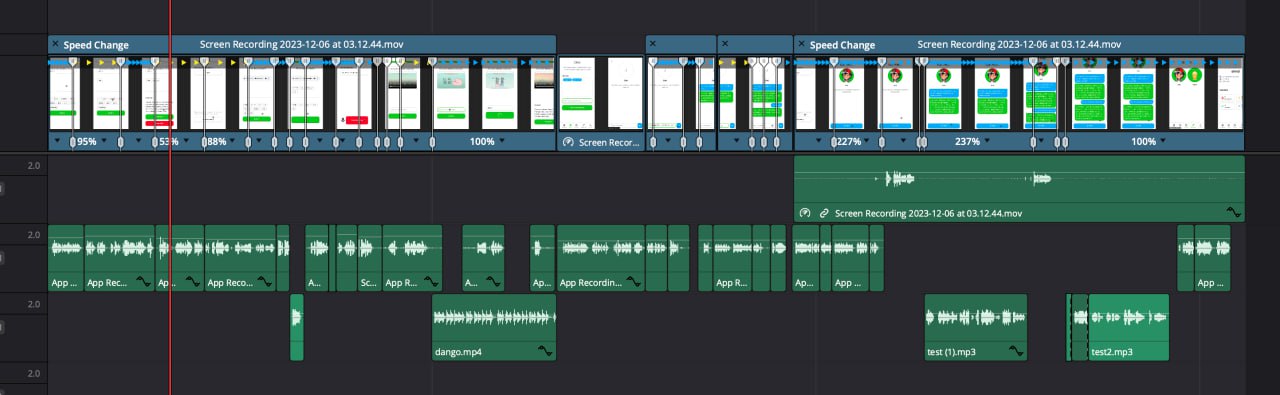 Speed Change
Screen Recording 2023-12-06 at 03.12.44.mov
Speed Change
Screen Recording 2023-12-06 at 03.12.44.mov
95%
53%
88%
100%
Screen Recor...
227%
237%
100%
2.0
Screen Recording 2023-12-06 at 03.12.44.mov
2.0
App ...
App Rec...
Ap...
App Reco...
A...
Sc...
App R...
A...
Ap...
App Recordin...
App R...
Ap...
App ...
App ...
2.0
dango.mp4
test (1).mp3
test2.mp3
2.0